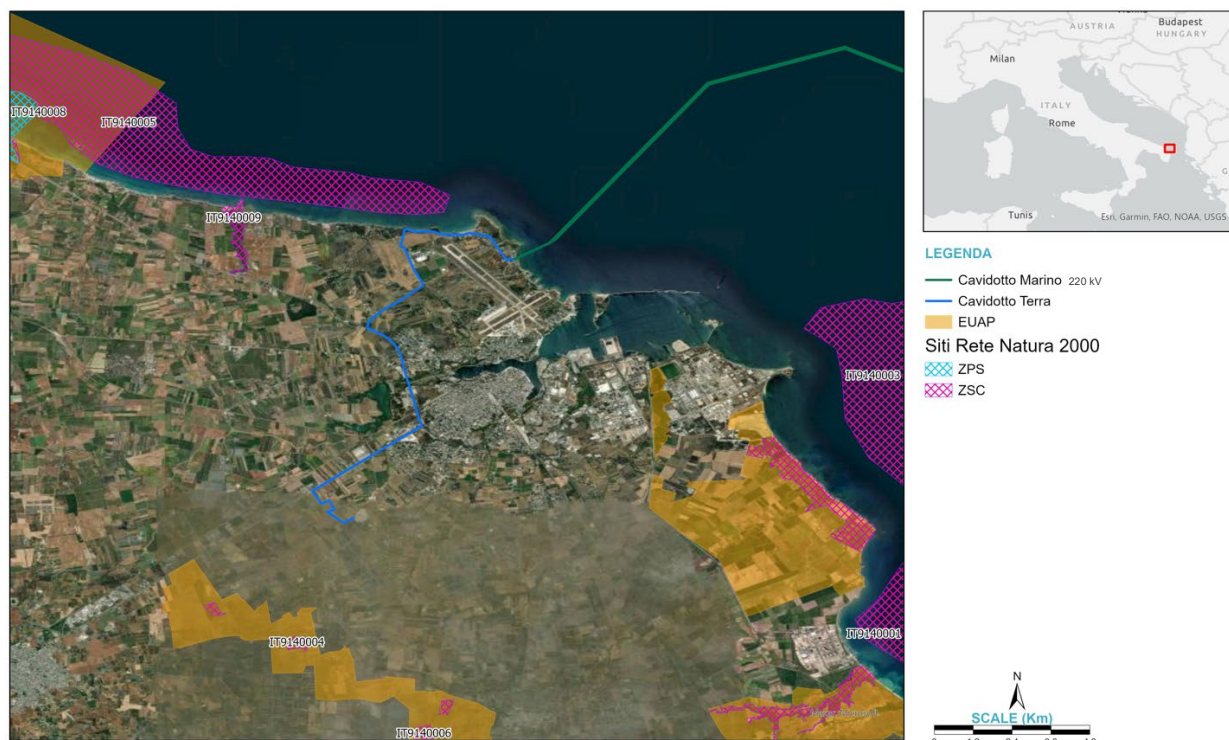 IT9140008
IT9140005
IT9140009
IT9140003
IT9140001
IT9140004
IT9140006
Vienna
Budapest
AUSTRIA
HUNGARY
Milan
ITALY
Rome
Tunis
Esri, Garmin, FAO, NOAA, USGS
LEGENDA
Cavidotto Marino 220 kV
Cavidotto Terra
EUAP
Siti Rete Natura 2000
ZPS
ZSC
N
SCALE (Km)